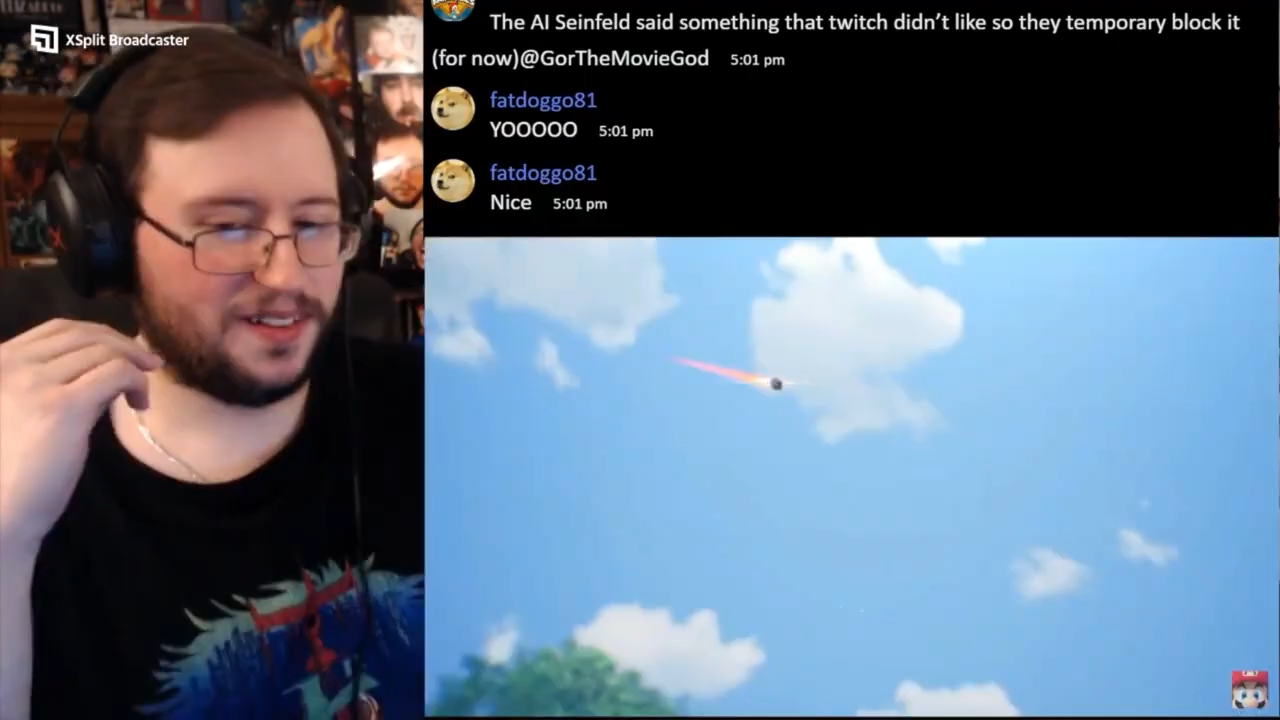 XSplit Broadcaster
The AI Seinfeld said something that twitch didn’t like so they temporary block it
(for now)@GorTheMovieGod 5:01 pm
fatdoggo81
YOOOOO 5:01 pm
fatdoggo81
Nice 5:01 pm